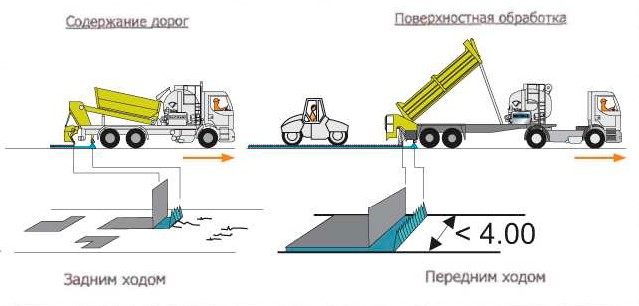 Содержание дорог
Поверхностная обработка
< 4.00
Задним ходом
Передним ходом